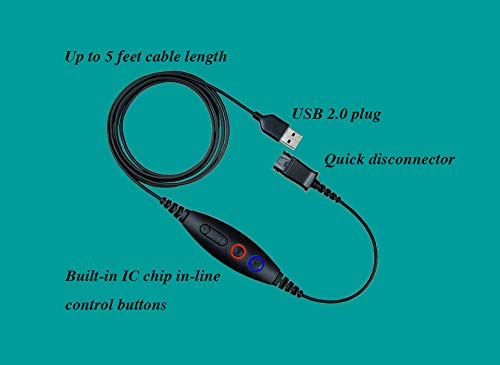 Up to 5 feet cable length
USB 2.0 plug
Quick disconnector
Built-in IC chip in-line
control buttons